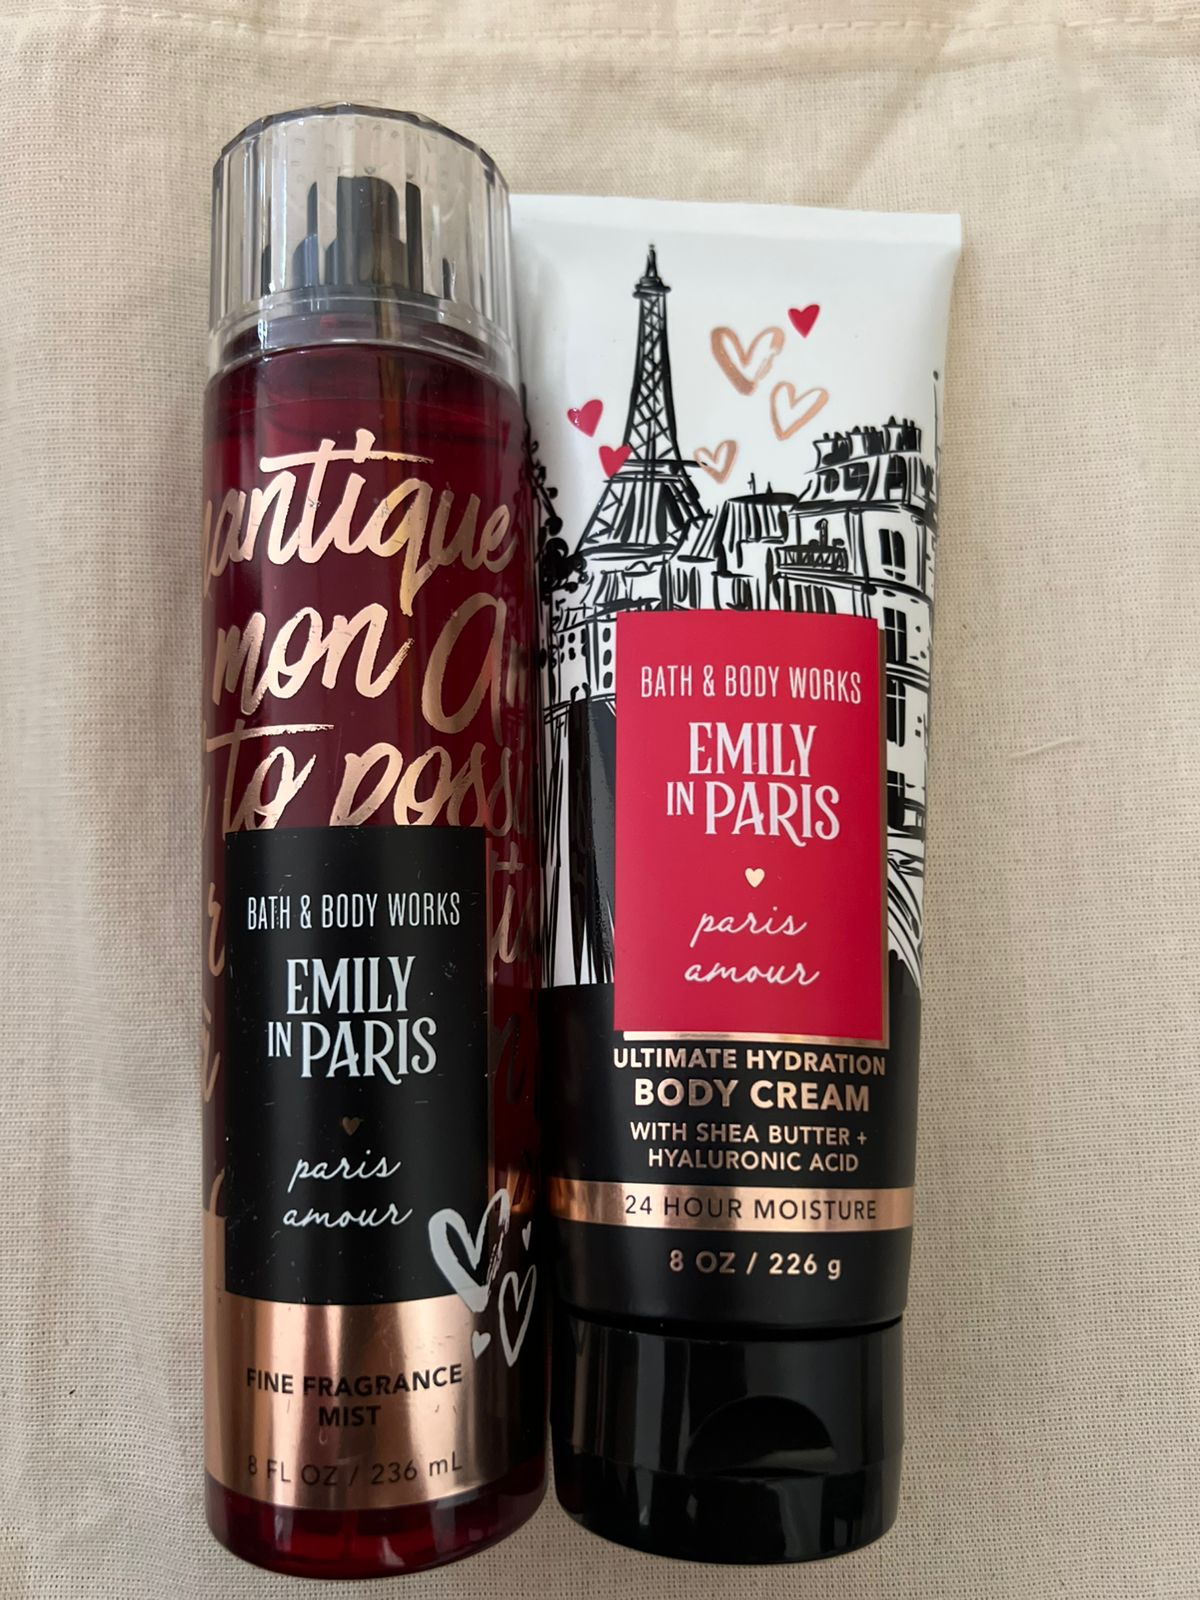 antique
mon
to
BATH & BODY WORKS
EMILY
IN PARIS
paris
amour
FINE FRAGRANCE
MIST
8 FL OZ / 236 mL
BATH & BODY WORKS
EMILY
IN PARIS
paris
amour
ULTIMATE HYDRATION
BODY CREAM
WITH SHEA BUTTER +
HYALURONIC ACID
24 HOUR MOISTURE
8 OZ / 226 g